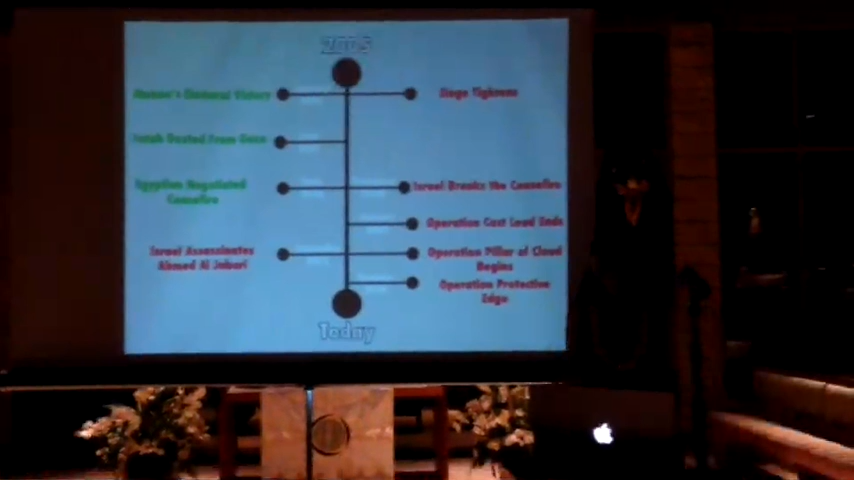 2005
Hamas's Electoral Victory
Siege Tightens
Fatah Ousted from Gaza
Egyptian Negotiated
Ceasefire
Israel Breaks the Ceasefire
Operation Cast Lead Ends
Israel Assassinates
Ahmed Al Jabari
Operation Pillar of Cloud
Begins
Operation Protective
Edge
Today